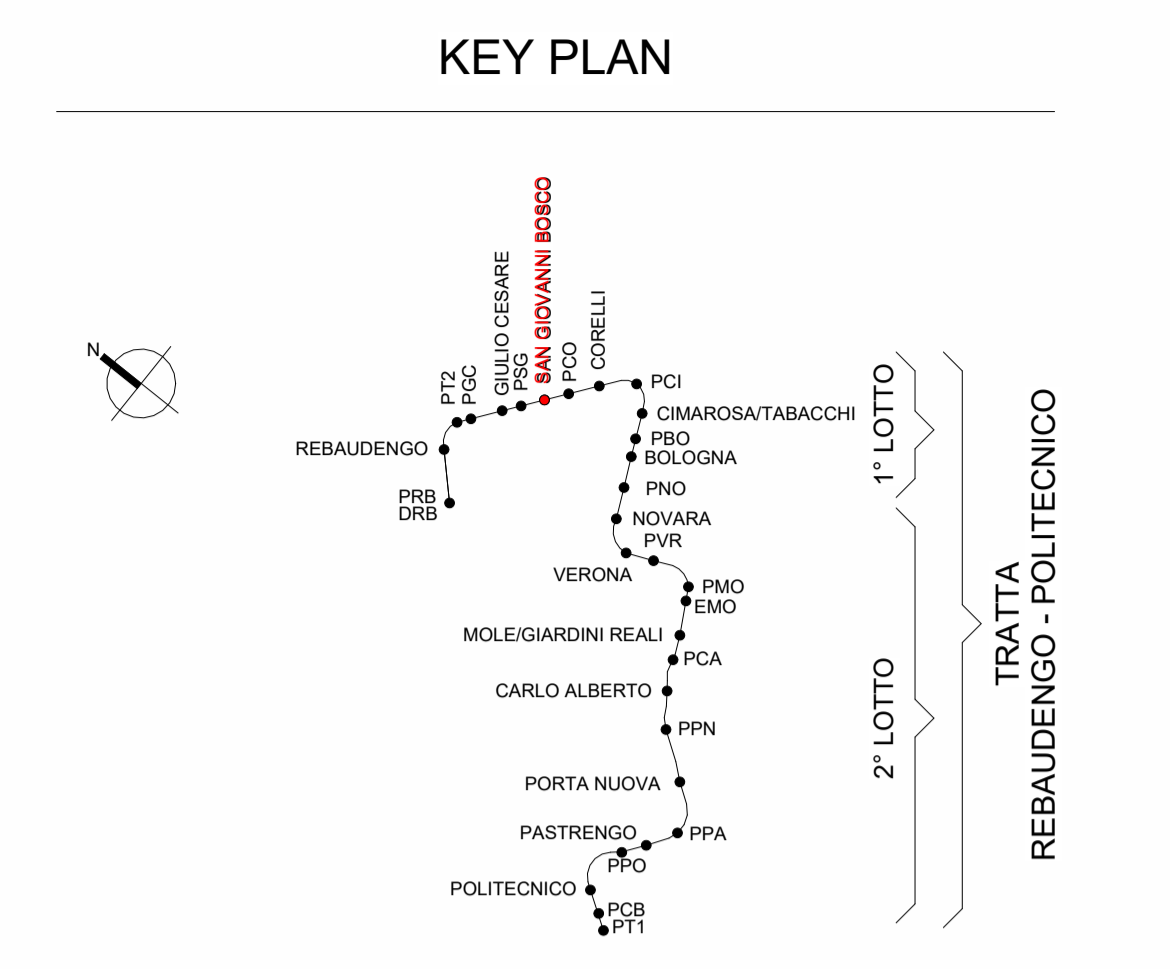 KEY PLAN
N
PT2
PGC
GIULIO CESARE
PSG
SAN GIOVANNI BOSCO
PCO
CORELLI
PCI
CIMAROSA/TABACCHI
REBAUDENGO
PRB
DRB
PBO
BOLOGNA
PNO
NOVARA
PVR
VERONA
PMO
EMO
MOLE/GIARDINI REALI
PCA
CARLO ALBERTO
PPN
PORTA NUOVA
PASTRENGO
PPA
PPO
POLITECNICO
PCB
PT1
1° LOTTO
2° LOTTO
TRATTA
REBAUDENGO - POLITECNICO